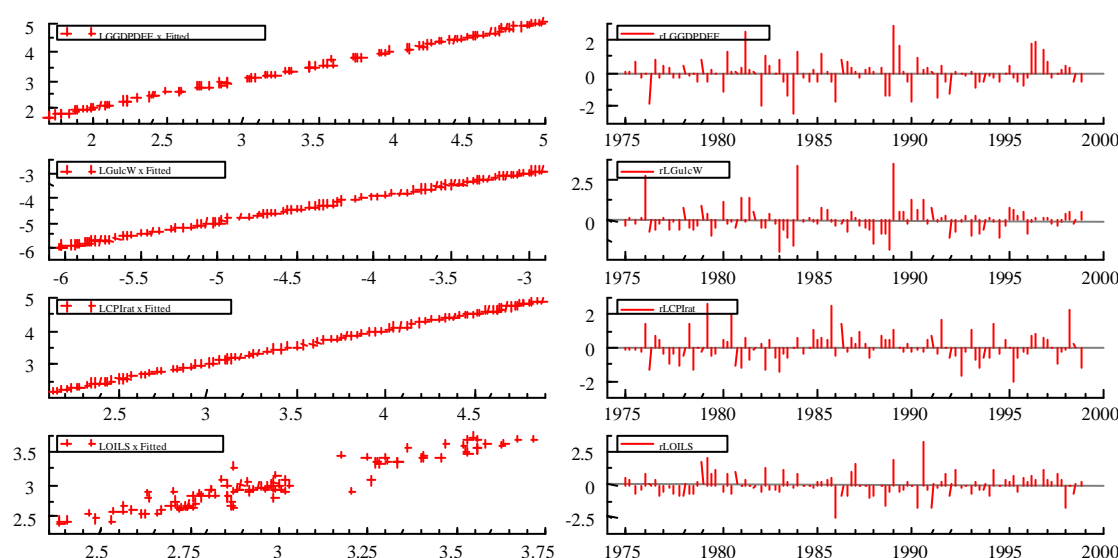 5
4
3
2
LGGDPDEF x Fitted
2 2.5 3 3.5 4 4.5 5
2
0
-2
rLGGDPDEF
1975 1980 1985 1990 1995 2000
-3
-4
-5
-6
LGulcW x Fitted
-6 -5.5 -5 -4.5 -4 -3.5 -3
2.5
0
rLGulcW
1975 1980 1985 1990 1995 2000
5
4
3
LCPIrat x Fitted
2.5 3 3.5 4 4.5
2
0
-2
rLCPIrat
1975 1980 1985 1990 1995 2000
3.5
3
2.5
LOILS x Fitted
2.5 2.75 3 3.25 3.5 3.75
2.5
0
-2.5
rLOILS
1975 1980 1985 1990 1995 2000